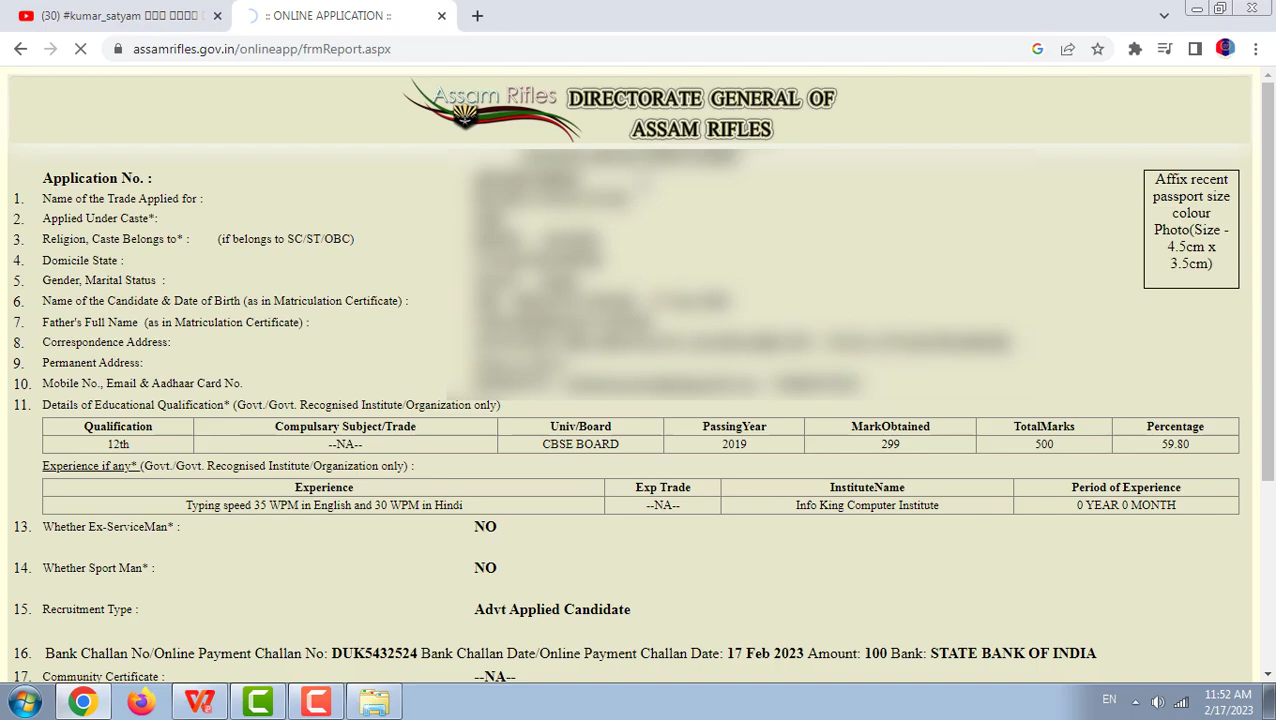 (30) #kumar_satyam
:: ONLINE APPLICATION ::
assamrifles.gov.in/onlineapp/frmReport.aspx
Assam Rifles DIRECTORATE GENERAL OF
ASSAM RIFLES
Application No. :
1. Name of the Trade Applied for :
2. Applied Under Caste*:
3. Religion, Caste Belongs to* : (if belongs to SC/ST/OBC)
4. Domicile State :
5. Gender, Marital Status :
6. Name of the Candidate & Date of Birth (as in Matriculation Certificate) :
7. Father's Full Name (as in Matriculation Certificate) :
8. Correspondence Address:
9. Permanent Address:
10. Mobile No., Email & Aadhaar Card No.
Affix recent
passport size
colour
Photo(Size -
4.5cm x
3.5cm)
11. Details of Educational Qualification* (Govt./Govt. Recognised Institute/Organization only)
Qualification Compulsary Subject/Trade Univ/Board PassingYear MarkObtained TotalMarks Percentage
12th --NA-- CBSE BOARD 2019 299 500 59.80
Experience if any* (Govt./Govt. Recognised Institute/Organization only) :
Experience Exp Trade InstituteName Period of Experience
Typing speed 35 WPM in English and 30 WPM in Hindi --NA-- Info King Computer Institute 0 YEAR 0 MONTH
13. Whether Ex-ServiceMan* : NO
14. Whether Sport Man* : NO
15. Recruitment Type : Advt Applied Candidate
16. Bank Challan No/Online Payment Challan No: DUK5432524 Bank Challan Date/Online Payment Challan Date: 17 Feb 2023 Amount: 100 Bank: STATE BANK OF INDIA
17. Community Certificate : --NA--
EN
11:52 AM
2/17/2023